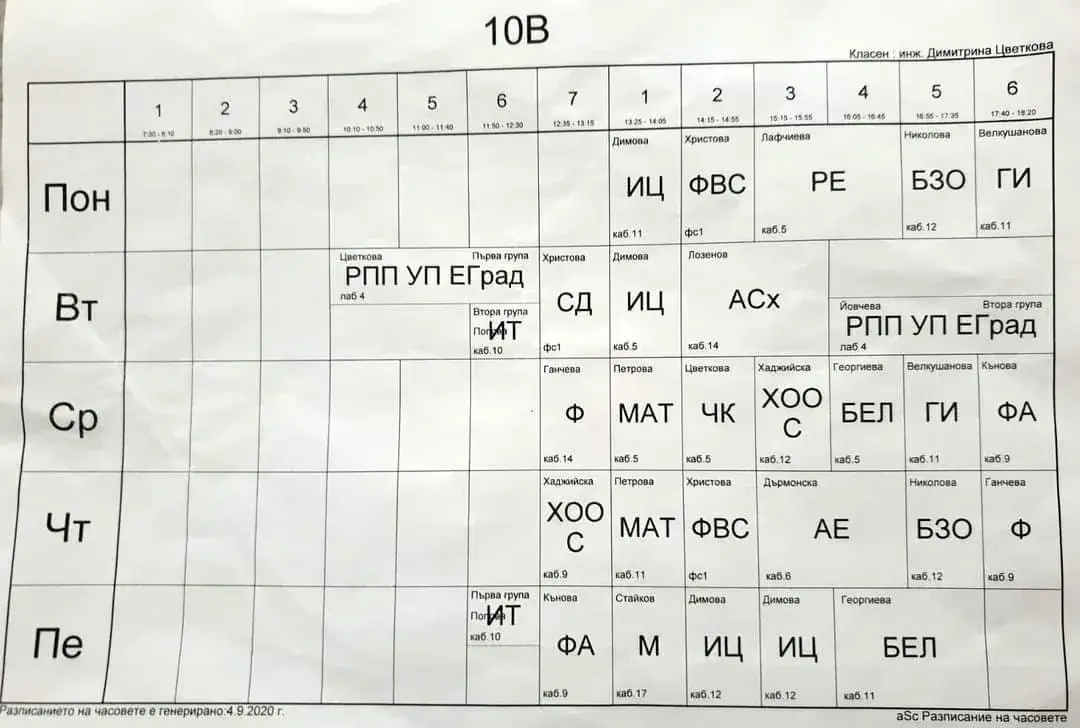 10В
Класен : инж. Димитрина Цветкова
1 2 3 4 5 6 7 1 2 3 4 5 6
7:30 - 8:10 8:20 - 9:00 9:10 - 9:50 10:10 - 10:50 11:00 - 11:40 11:50 - 12:30 12:35 - 13:15 13:25 - 14:05 14:15 - 14:55 15:15 - 15:55 16:05 - 16:45 16:55 - 17:35 17:40 - 18:20
Пон
Димова Христова Лафчиева Николова Велкушанова
ИЦ ФВС РЕ БЗО ГИ
каб.11 фс1 каб.5 каб.12 каб.11
Вт
Цветкова Първа група Христова Димова Лозенов
РПП УП ЕГрад СД ИЦ АСх
лаб 4
Втора група Йовчева Втора група
ИТ РПП УП ЕГрад
каб.10 фс1 каб.5 каб.14 лаб 4
Ср
Ганчева Петрова Цветкова Хаджийска Георгиева Велкушанова Кънова
Ф МАТ ЧК ХОО БЕЛ ГИ ФА
С
каб.14 каб.5 каб.5 каб.12 каб.5 каб.11 каб.9
Чт
Хаджийска Петрова Христова Дърмонска Николова Ганчева
ХОО МАТ ФВС АЕ БЗО Ф
С
каб.9 каб.11 фс1 каб.6 каб.12 каб.9
Пе
Първа група Кънова Стайков Димова Димова Георгиева
ИТ ФА М ИЦ ИЦ БЕЛ
каб.10
каб.9 каб.17 каб.12 каб.12 каб.11
Разписанието на часовете е генерирано:4.9.2020 г.
aSc Разписание на часовете